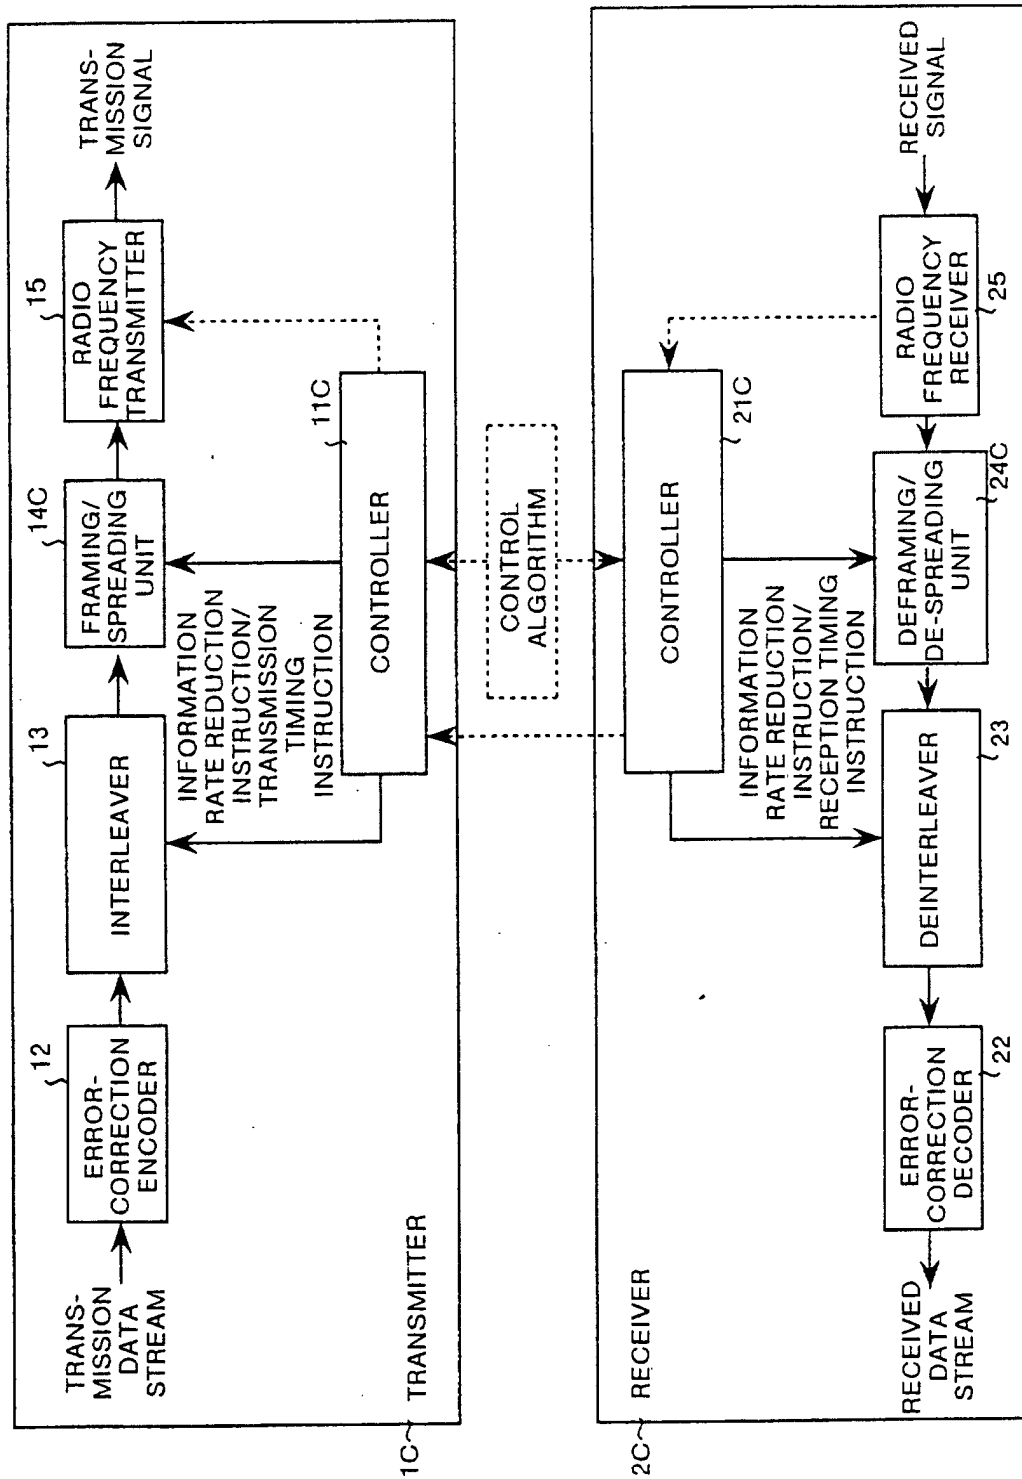 TRANS-
MISSION
DATA
STREAM
12
ERROR-
CORRECTION
ENCODER
13
INTERLEAVER
14C
FRAMING/
SPREADING
UNIT
15
RADIO
FREQUENCY
TRANSMITTER
TRANS-
MISSION
SIGNAL
INFORMATION
RATE REDUCTION
INSTRUCTION/
TRANSMISSION
TIMING
INSTRUCTION
11C
CONTROLLER
1C
TRANSMITTER
CONTROL
ALGORITHM
2C
RECEIVER
CONTROLLER
21C
INFORMATION
RATE REDUCTION
INSTRUCTION/
RECEPTION TIMING
INSTRUCTION
RECEIVED
DATA
STREAM
ERROR-
CORRECTION
DECODER
22
DEINTERLEAVER
23
DEFRAMING/
DE-SPREADING
UNIT
24C
RADIO
FREQUENCY
RECEIVER
25
RECEIVED
SIGNAL